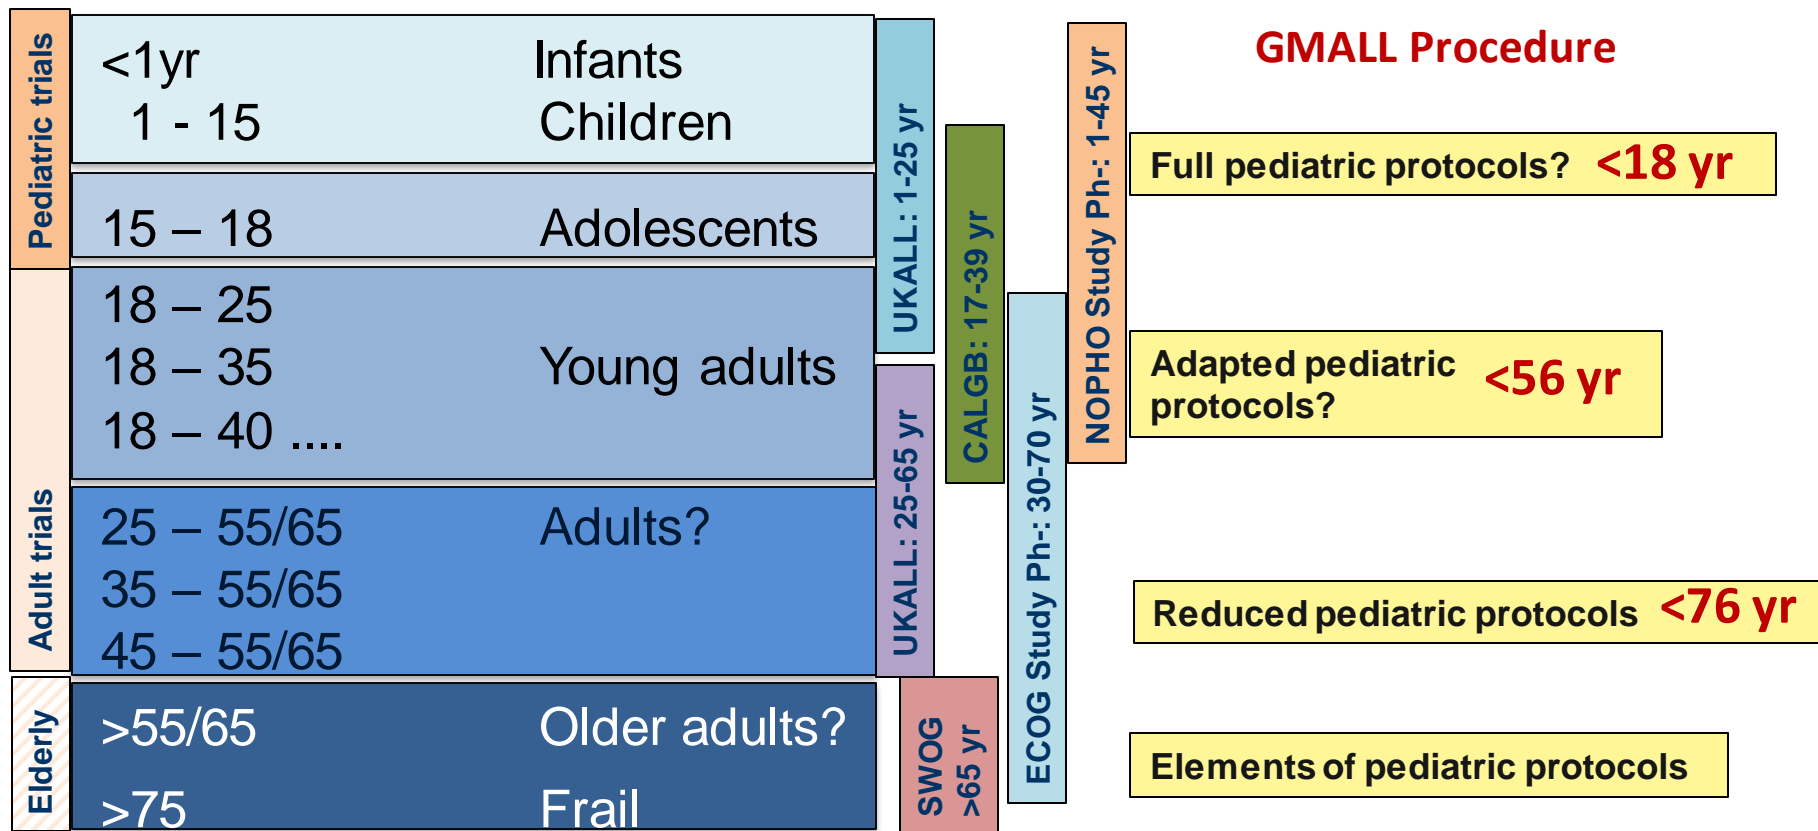 Pediatric trials
Adult trials
Elderly
<1yr Infants
1 - 15 Children
15 – 18 Adolescents
18 – 25
18 – 35 Young adults
18 – 40 ....
25 – 55/65 Adults?
35 – 55/65
45 – 55/65
>55/65 Older adults?
>75 Frail
UKALL: 1-25 yr
UKALL: 25-65 yr
SWOG
>65 yr
CALGB: 17-39 yr
ECOG Study Ph-: 30-70 yr
NOPHO Study Ph-: 1-45 yr
GMALL Procedure
Full pediatric protocols? <18 yr
Adapted pediatric
protocols? <56 yr
Reduced pediatric protocols <76 yr
Elements of pediatric protocols